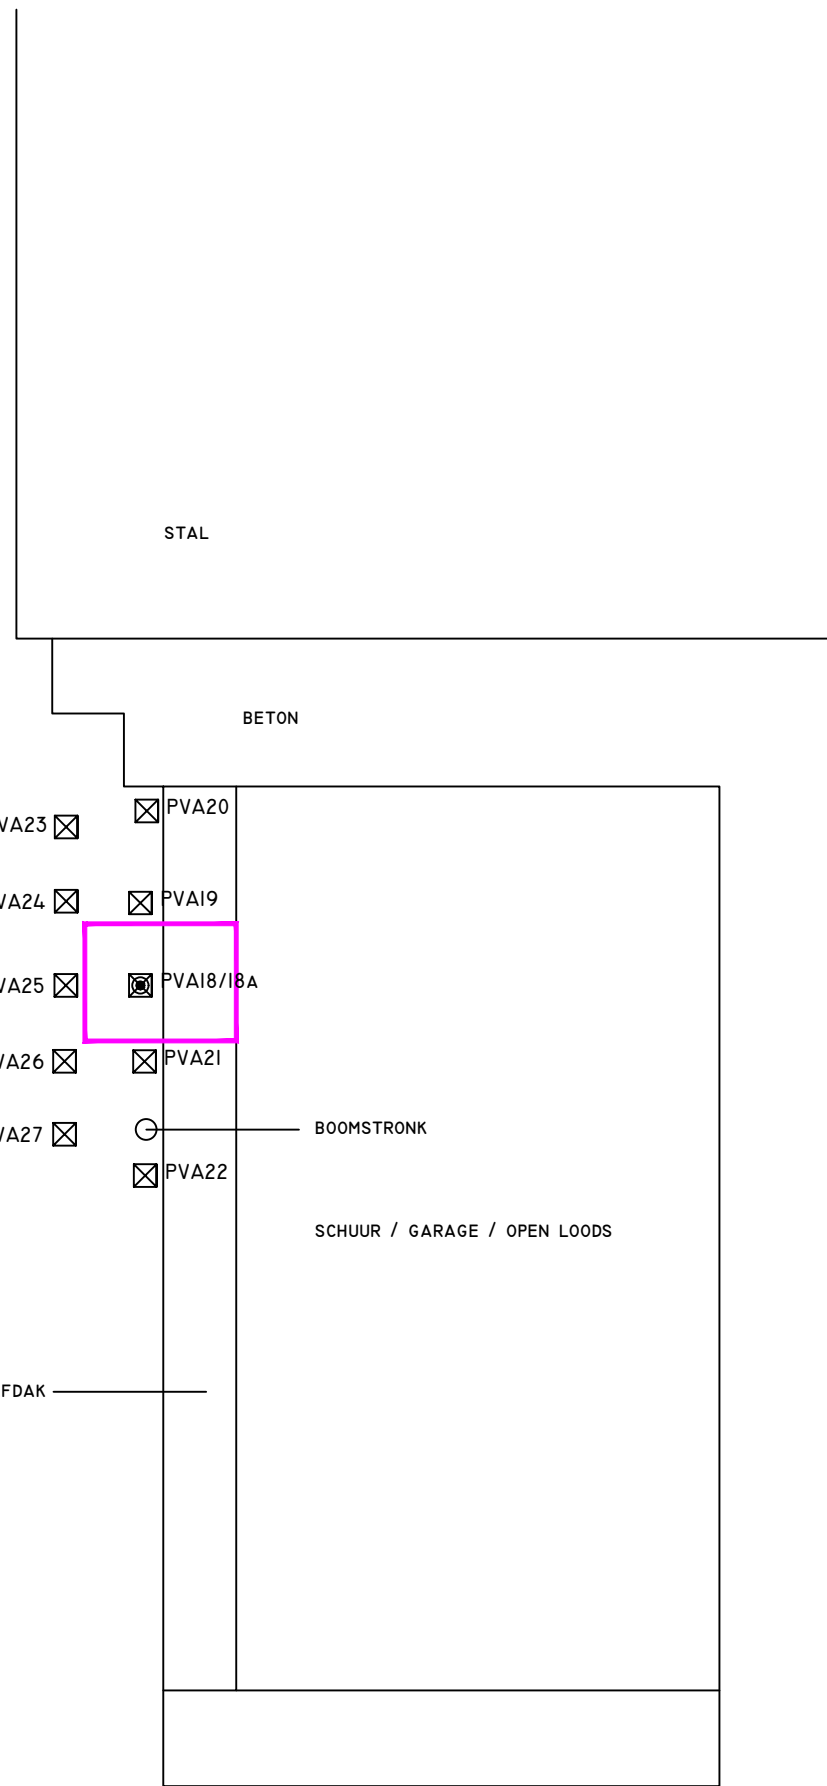 STAL
BETON
PVA20
VA23
PVA19
VA24
PVA18/18A
VA25
PVA21
VA26
BOOMSTRONK
VA27
PVA22
SCHUUR / GARAGE / OPEN LOODS
FDAK